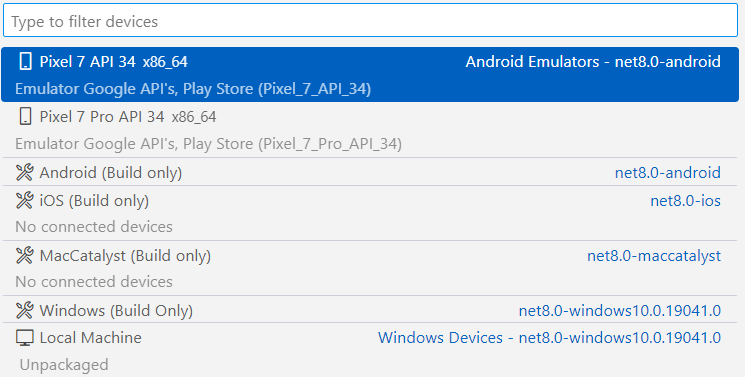 Type to filter devices
Pixel 7 API 34 x86_64 Android Emulators - net8.0-android
Emulator Google API's, Play Store (Pixel_7_API_34)
Pixel 7 Pro API 34 x86_64
Emulator Google API's, Play Store (Pixel_7_Pro_API_34)
Android (Build only) net8.0-android
iOS (Build only) net8.0-ios
No connected devices
MacCatalyst (Build only) net8.0-maccatalyst
No connected devices
Windows (Build Only) net8.0-windows10.0.19041.0
Local Machine Windows Devices - net8.0-windows10.0.19041.0
Unpackaged